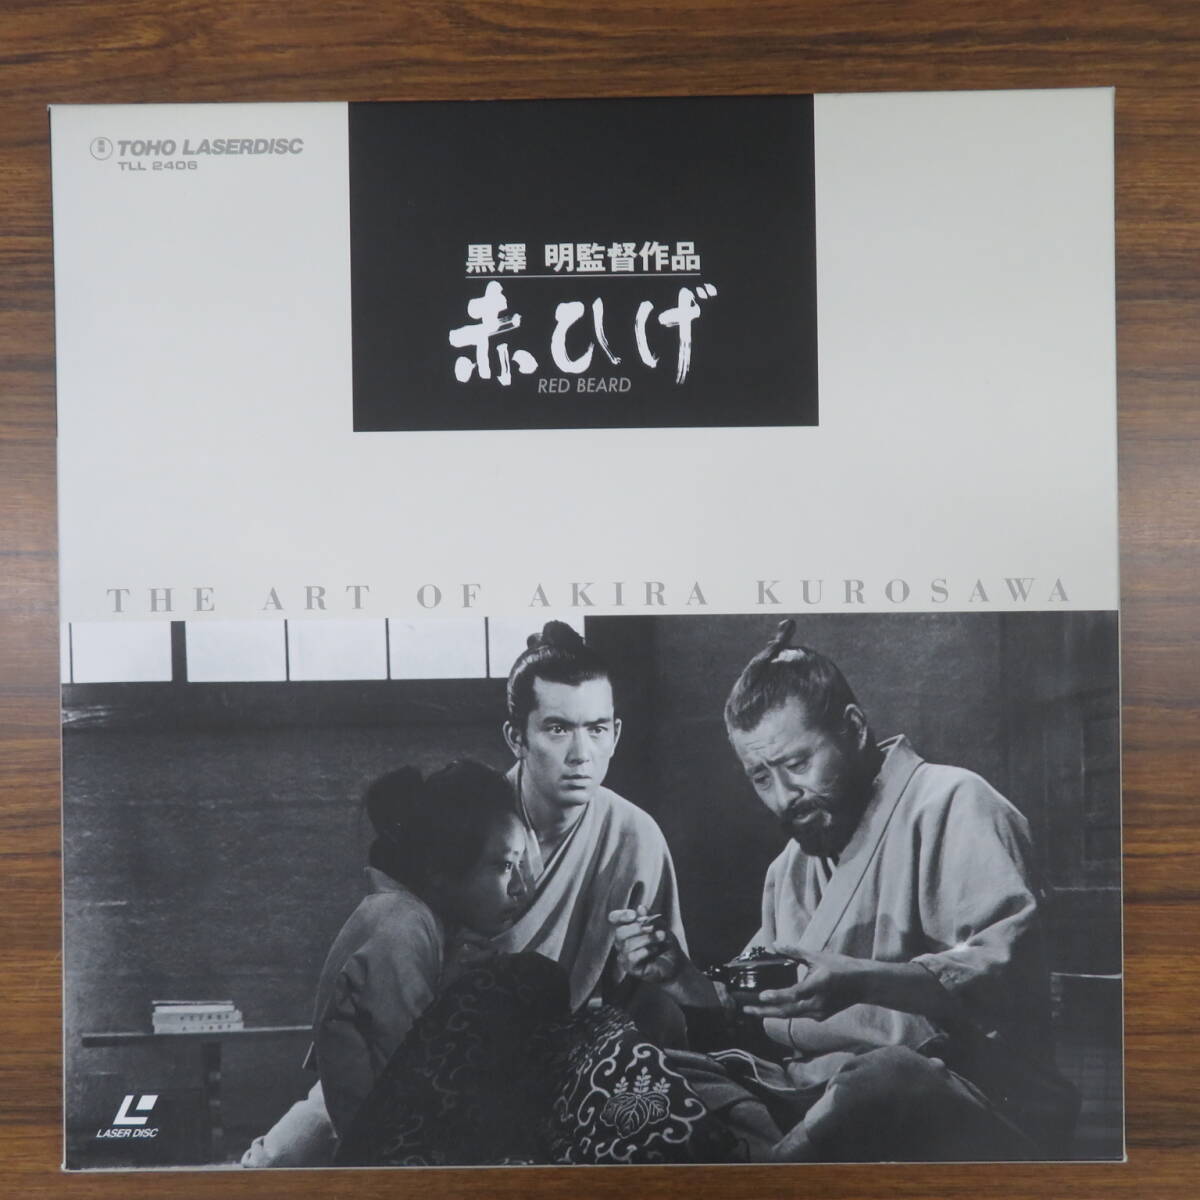 TOHO LASERDISC
TLL 2406
黒澤 明監督作品
赤ひげ
RED BEARD
THE ART OF AKIRA KUROSAWA
LASER DISC